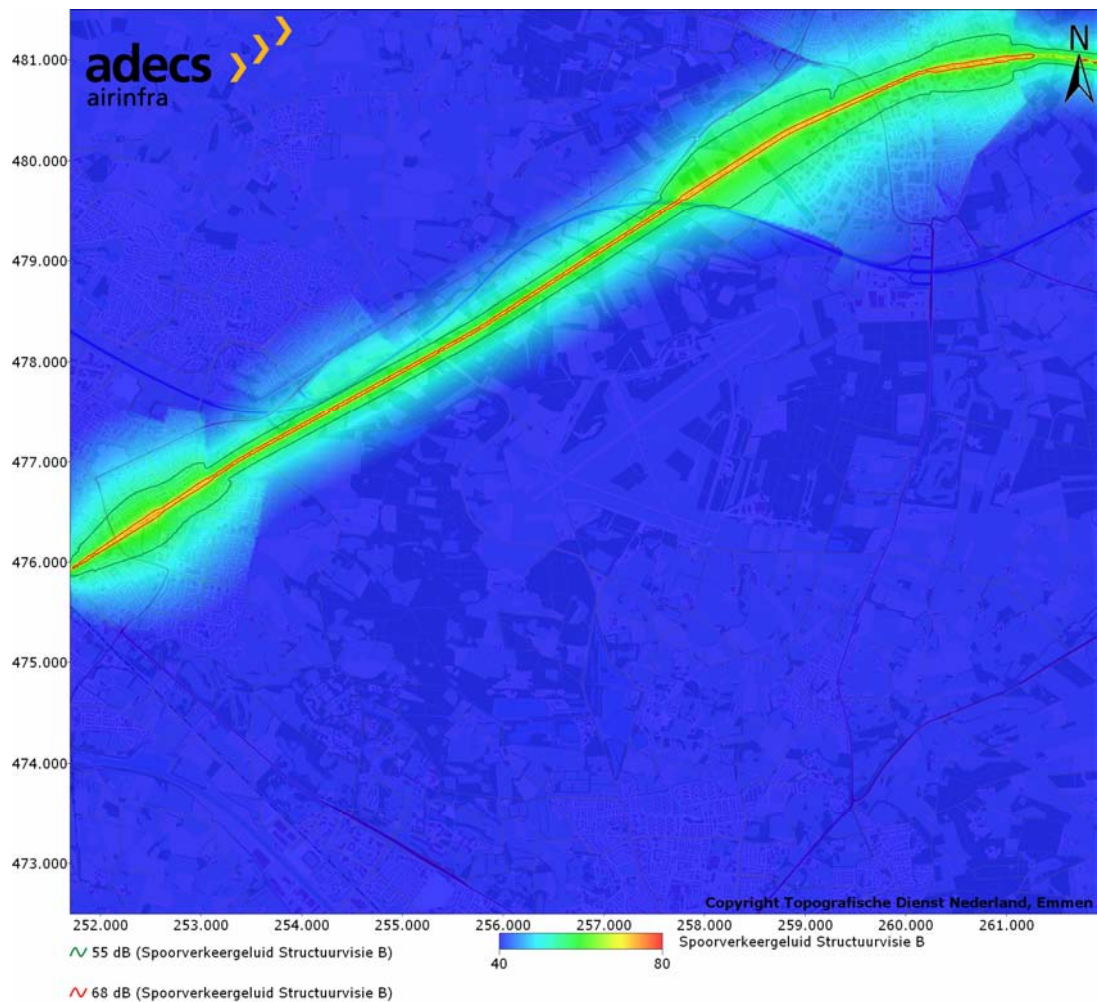 adecs
airinfra
N
481.000
480.000
479.000
478.000
477.000
476.000
475.000
474.000
473.000
Copyright Topografische Dienst Nederland, Emmen
252.000 253.000 254.000 255.000 256.000 257.000 258.000 259.000 260.000 261.000
55 dB (Spoorverkeergeluid Structuurvisie B)
40 80
Spoorverkeergeluid Structuurvisie B
68 dB (Spoorverkeergeluid Structuurvisie B)